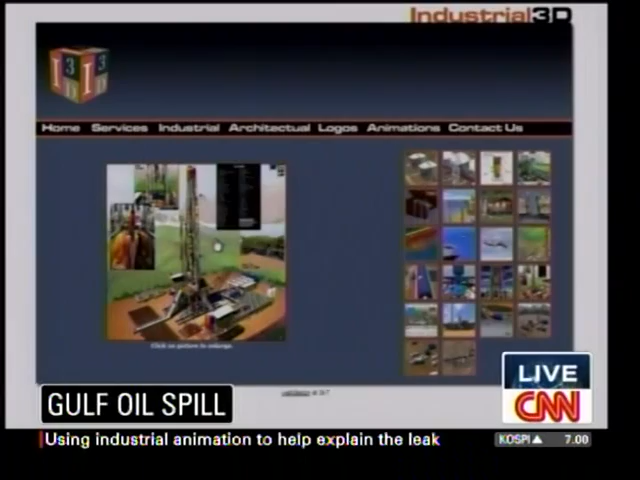 Industrial3D
Home Services Industrial Architectual Logos Animations Contact Us
Click on picture to enlarge.
GULF OIL SPILL
LIVE
CNN
Using industrial animation to help explain the leak
KOSPI ▲ 7.00